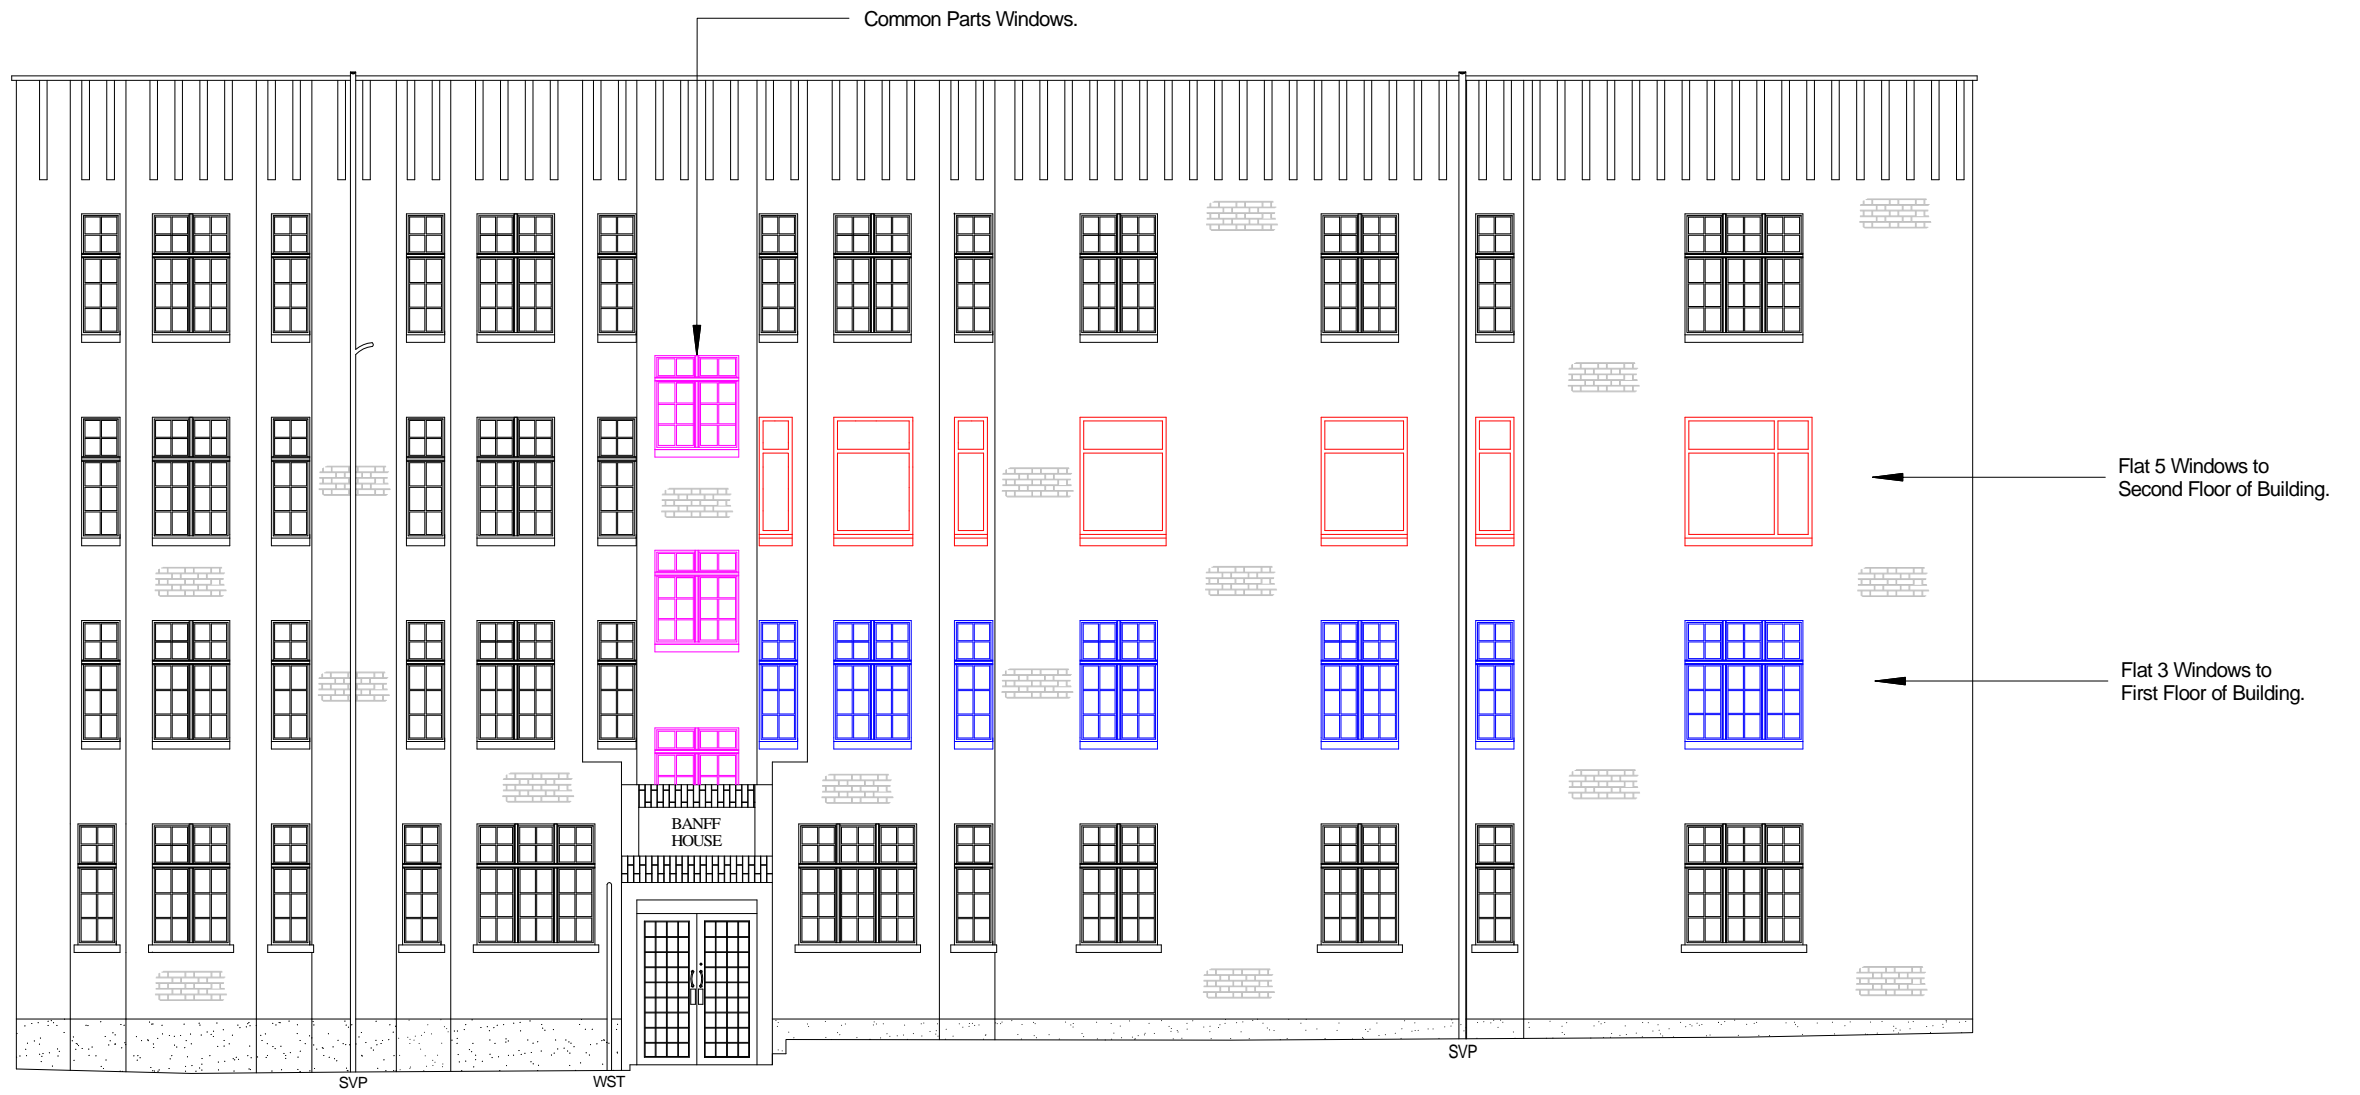 Common Parts Windows.
Flat 5 Windows to
Second Floor of Building.
Flat 3 Windows to
First Floor of Building.
BANFF
HOUSE
SVP
WST
SVP